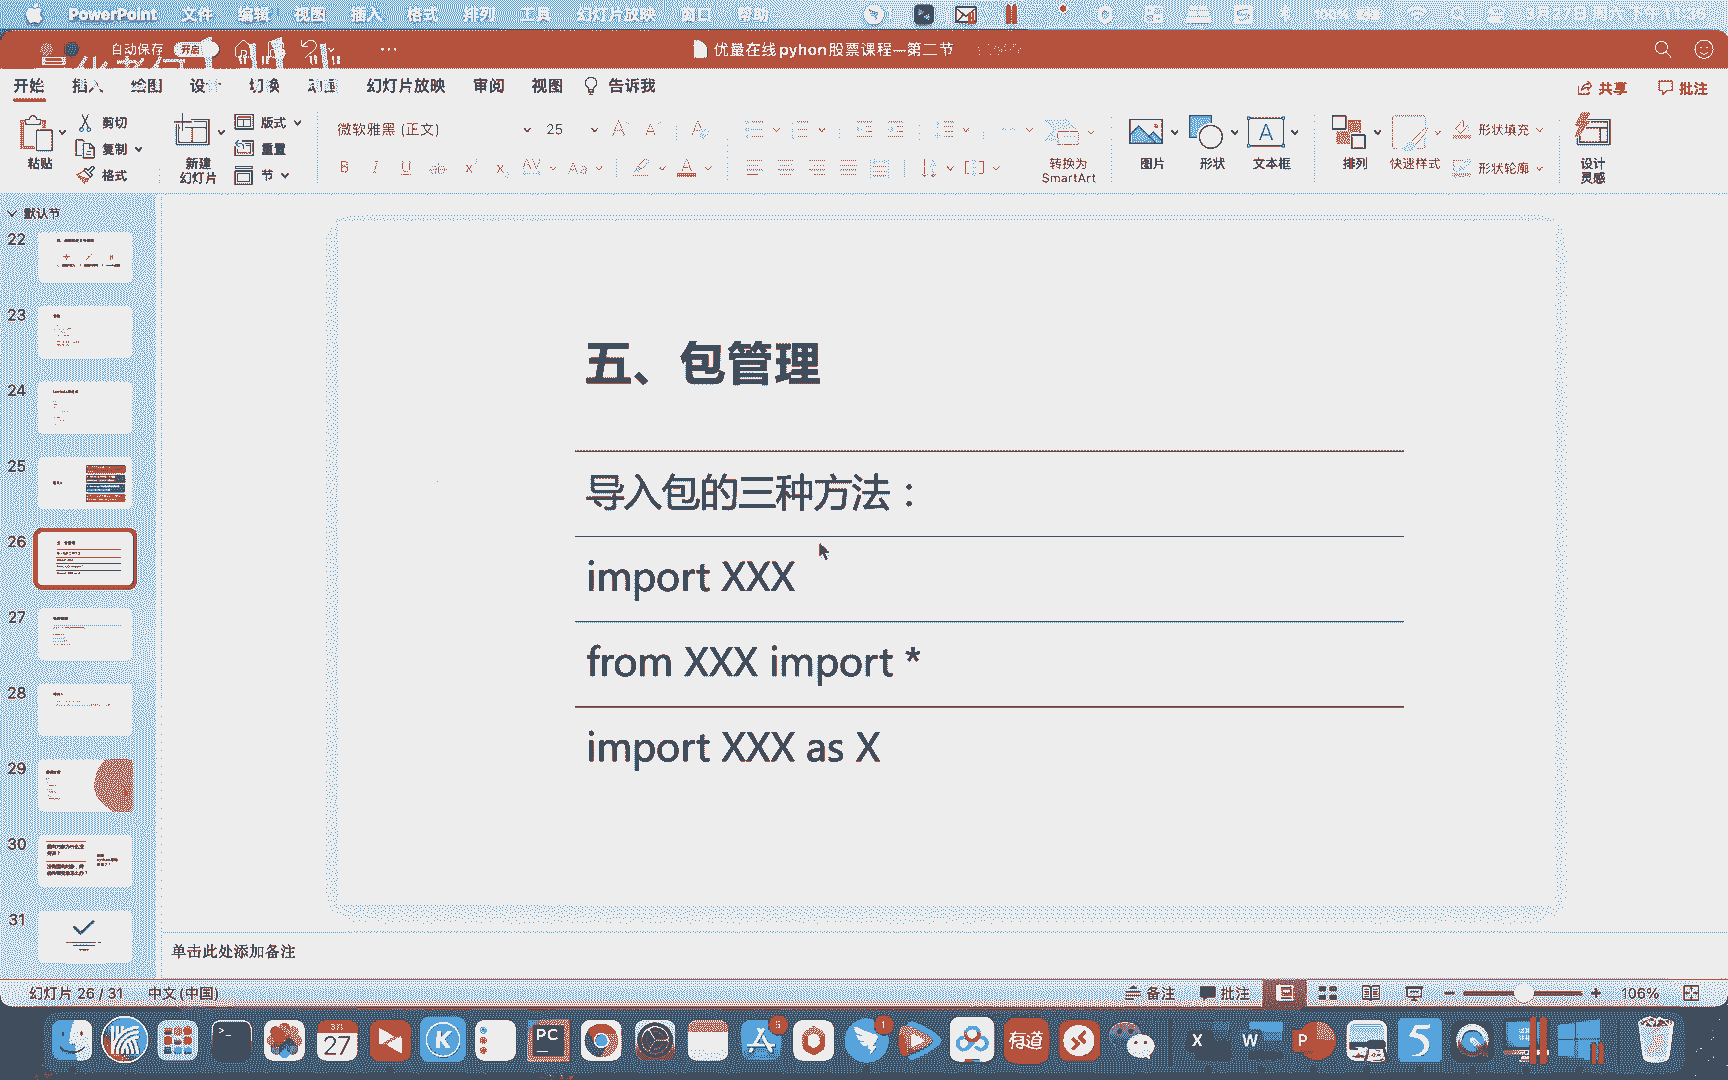 PowerPoint 文件 编辑 视图 插入 格式 排列 工具 幻灯片放映 窗口 帮助
自动保存 开启
优量在线pyhon股票课程—第二节
开始 插入 绘图 设计 切换 动画 幻灯片放映 审阅 视图 告诉我
共享 批注
粘贴 剪切 复制 格式
新建幻灯片 版式 重置 节
微软雅黑 (正文) 25
转换为 SmartArt
图片 形状 文本框 排列 快速样式 形状填充 形状轮廓 设计灵感
默认节
22
23
24
25
26
27
28
29
30
31
五、包管理
导入包的三种方法：
import XXX
from XXX import *
import XXX as X
单击此处添加备注
幻灯片 26 / 31 中文 (中国)
备注 批注 106%
27
PC
有道